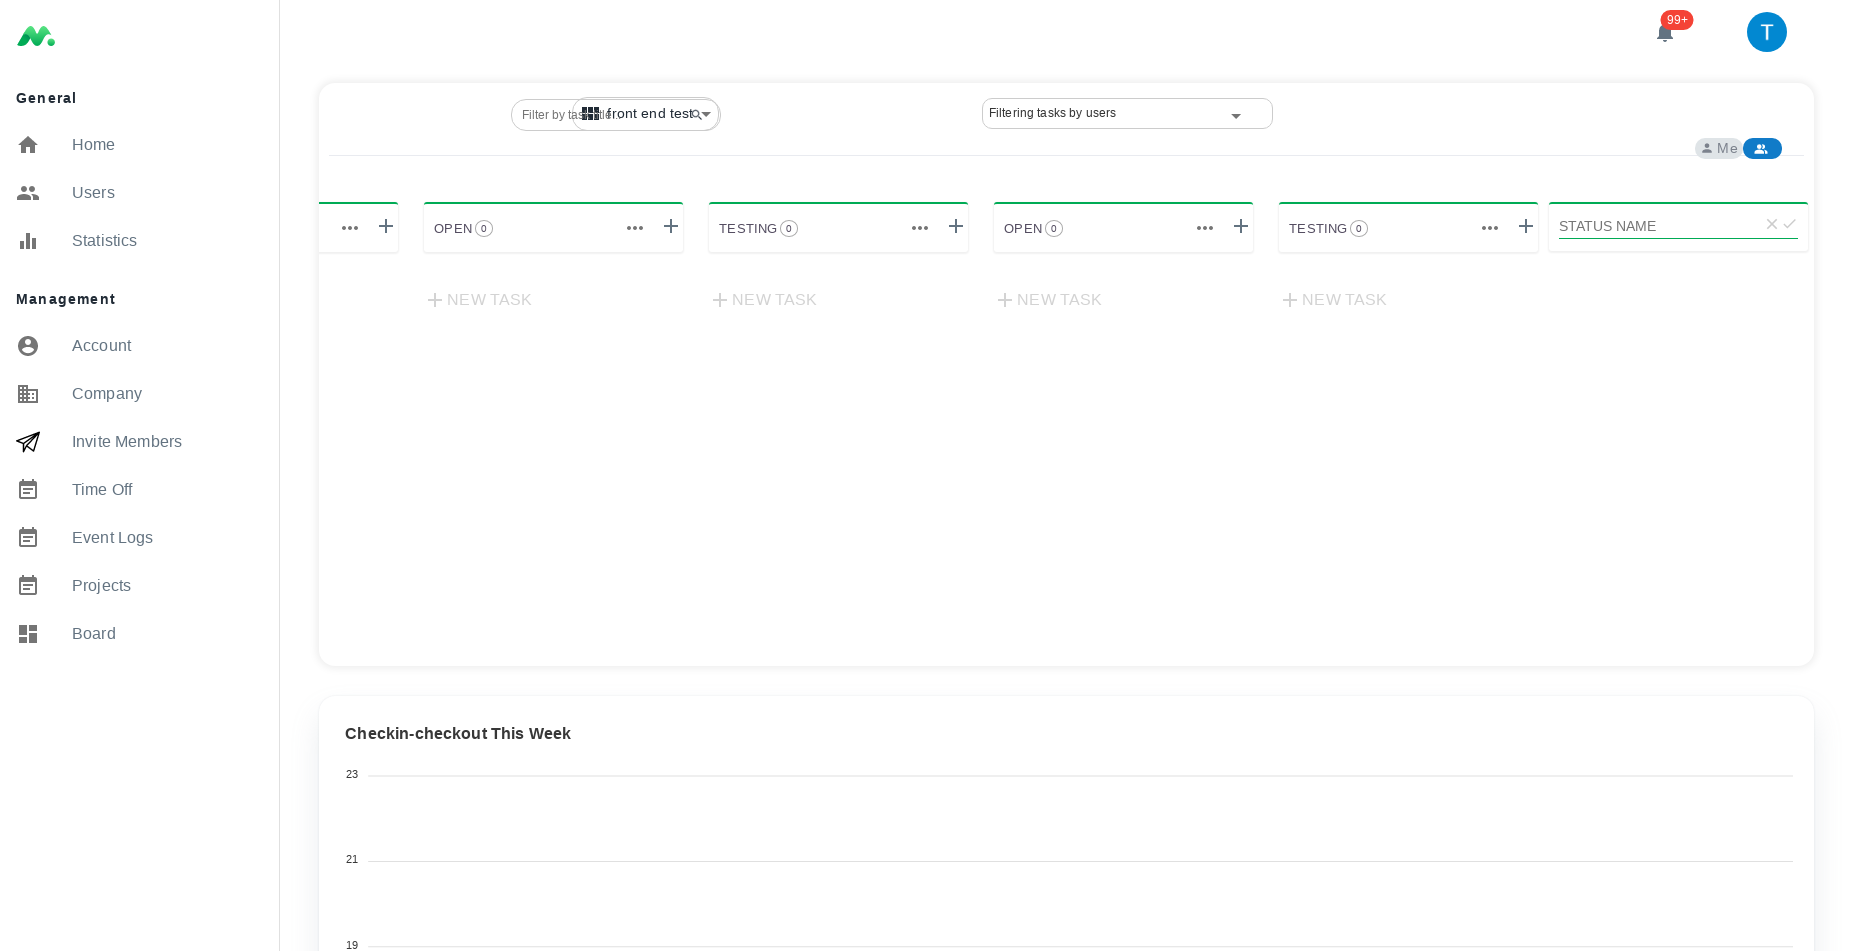 99+
T
General
Home
Users
Statistics
Management
Account
Company
Invite Members
Time Off
Event Logs
Projects
Board
Filter by task title...
front end test
Filtering tasks by users
Me
OPEN 0
TESTING 0
OPEN 0
TESTING 0
STATUS NAME
NEW TASK
NEW TASK
NEW TASK
NEW TASK
Checkin-checkout This Week
23
21
19